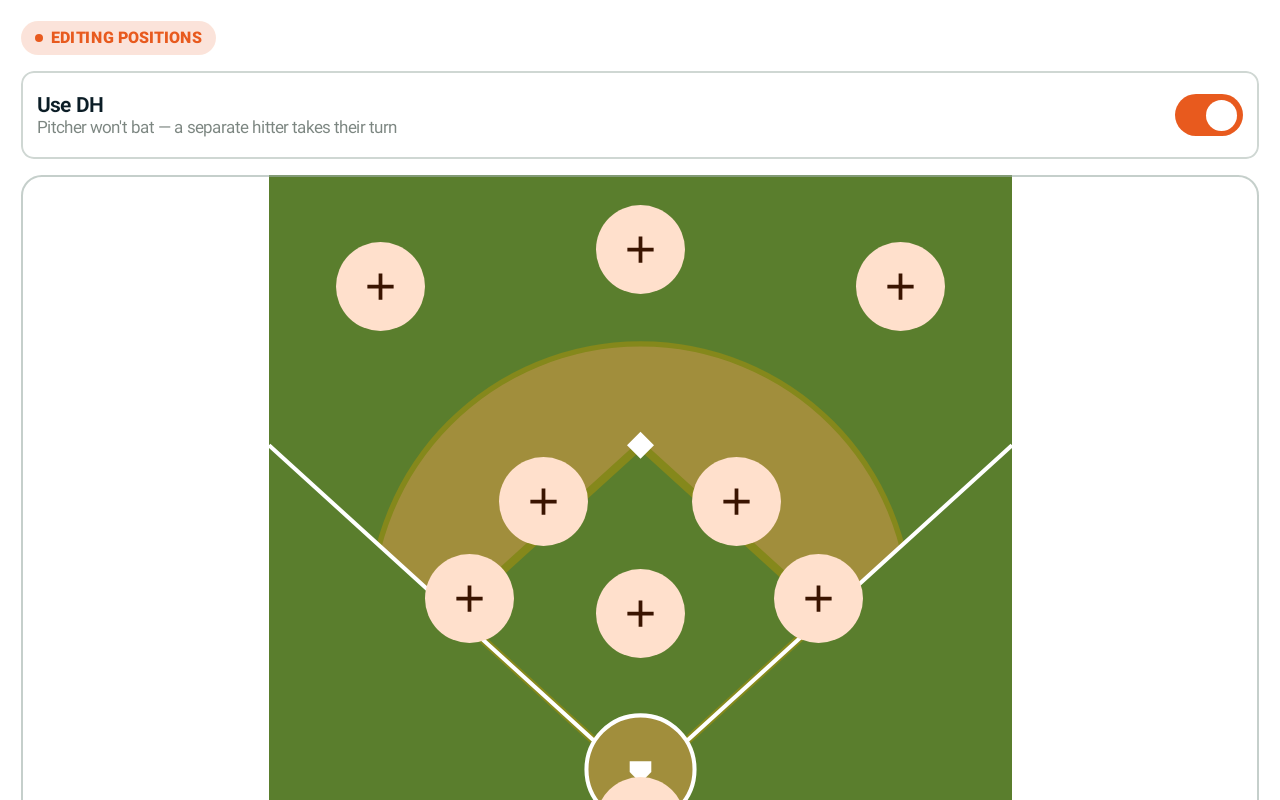 EDITING POSITIONS
Use DH
Pitcher won't bat — a separate hitter takes their turn